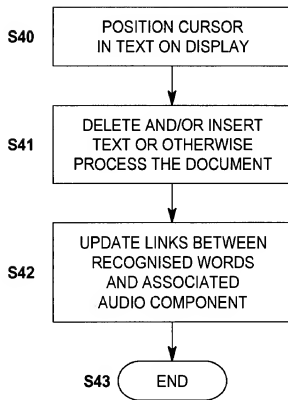 S40
POSITION CURSOR
IN TEXT ON DISPLAY
S41
DELETE AND/OR INSERT
TEXT OR OTHERWISE
PROCESS THE DOCUMENT
S42
UPDATE LINKS BETWEEN
RECOGNISED WORDS
AND ASSOCIATED
AUDIO COMPONENT
S43
END